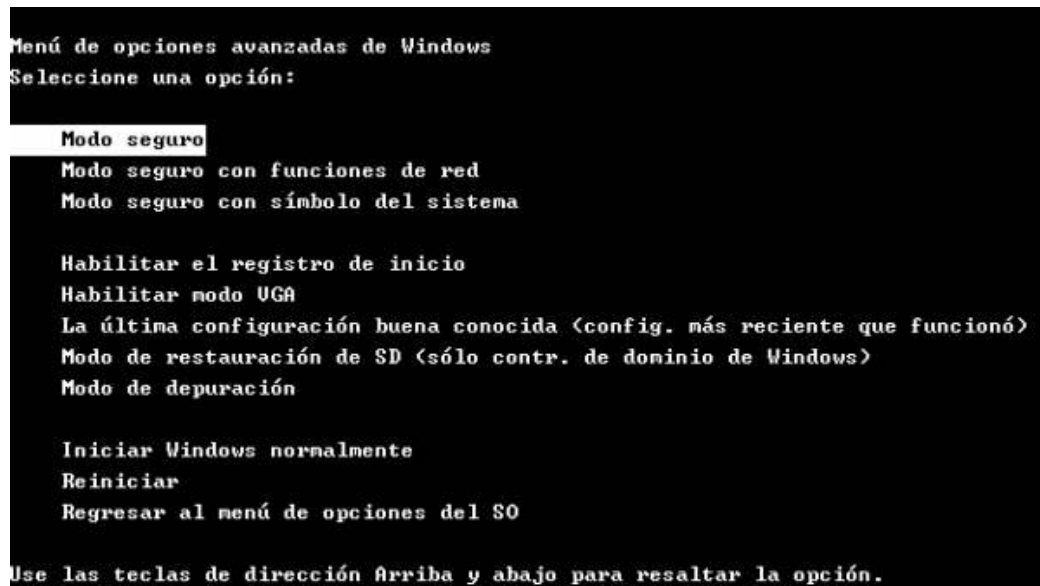 Menú de opciones avanzadas de Windows
Seleccione una opción:
Modo seguro
Modo seguro con funciones de red
Modo seguro con símbolo del sistema
Habilitar el registro de inicio
Habilitar modo VGA
La última configuración buena conocida (config. más reciente que funcionó)
Modo de restauración de SD (sólo contr. de dominio de Windows)
Modo de depuración
Iniciar Windows normalmente
Reiniciar
Regresar al menú de opciones del SO
Use las teclas de dirección Arriba y abajo para resaltar la opción.